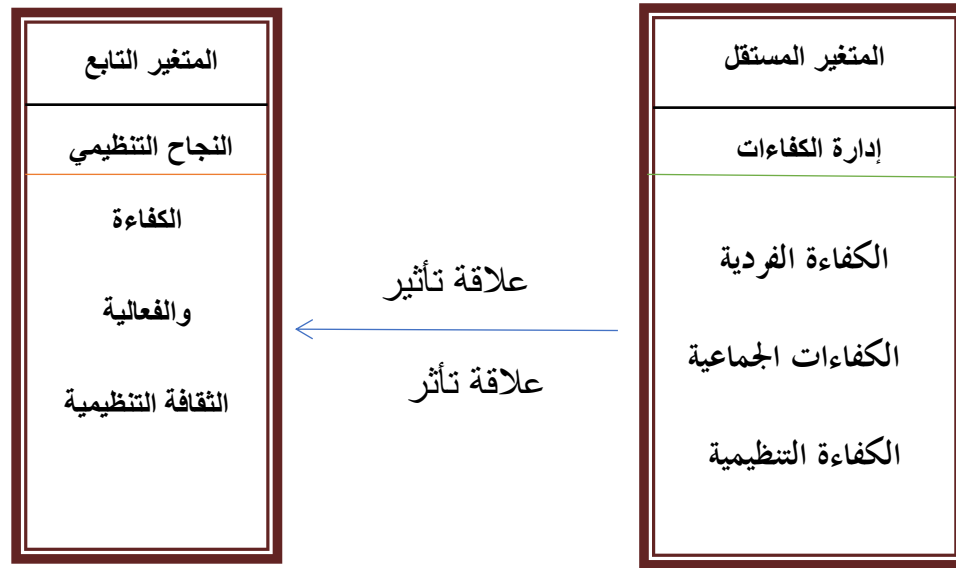 المتغير المستقل
إدارة الكفاءات
الكفاءة الفردية
الكفاءات الجماعية
الكفاءة التنظيمية
علاقة تأثير
علاقة تأثر
المتغير التابع
النجاح التنظيمي
الكفاءة
والفعالية
الثقافة التنظيمية